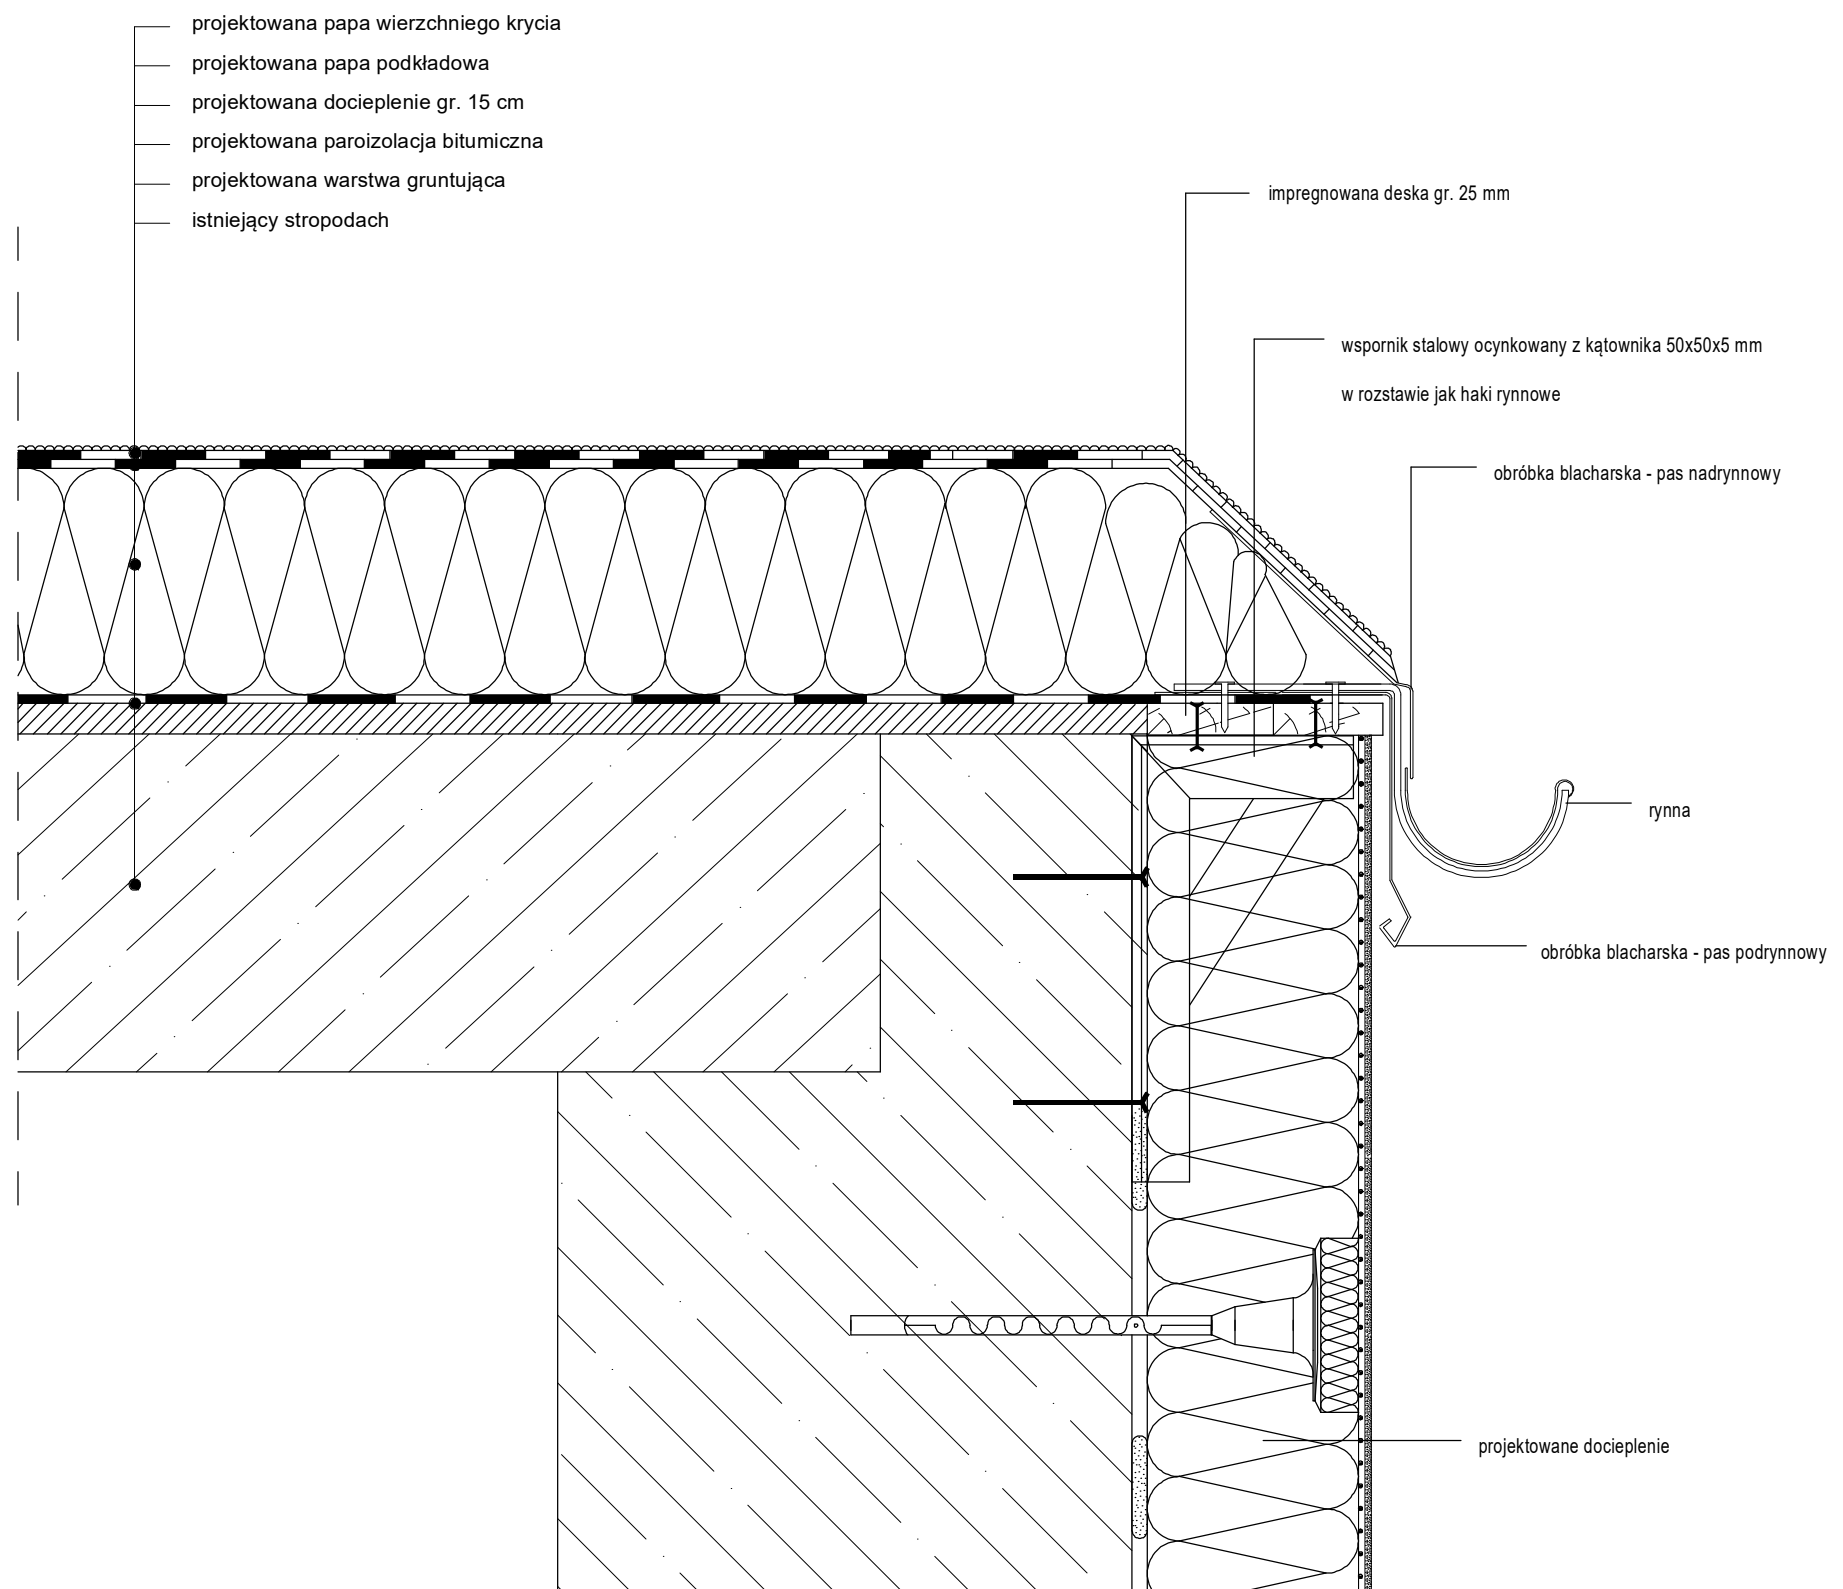 projektowana papa wierzchniego krycia
projektowana papa podkładowa
projektowana docieplenie gr. 15 cm
projektowana paroizolacja bitumiczna
projektowana warstwa gruntująca
istniejący stropodach
impregnowana deska gr. 25 mm
wspornik stalowy ocynkowany z kątownika 50x50x5 mm
w rozstawie jak haki rynnowe
obróbka blacharska - pas nadrynnowy
rynna
obróbka blacharska - pas podrynnowy
projektowane docieplenie